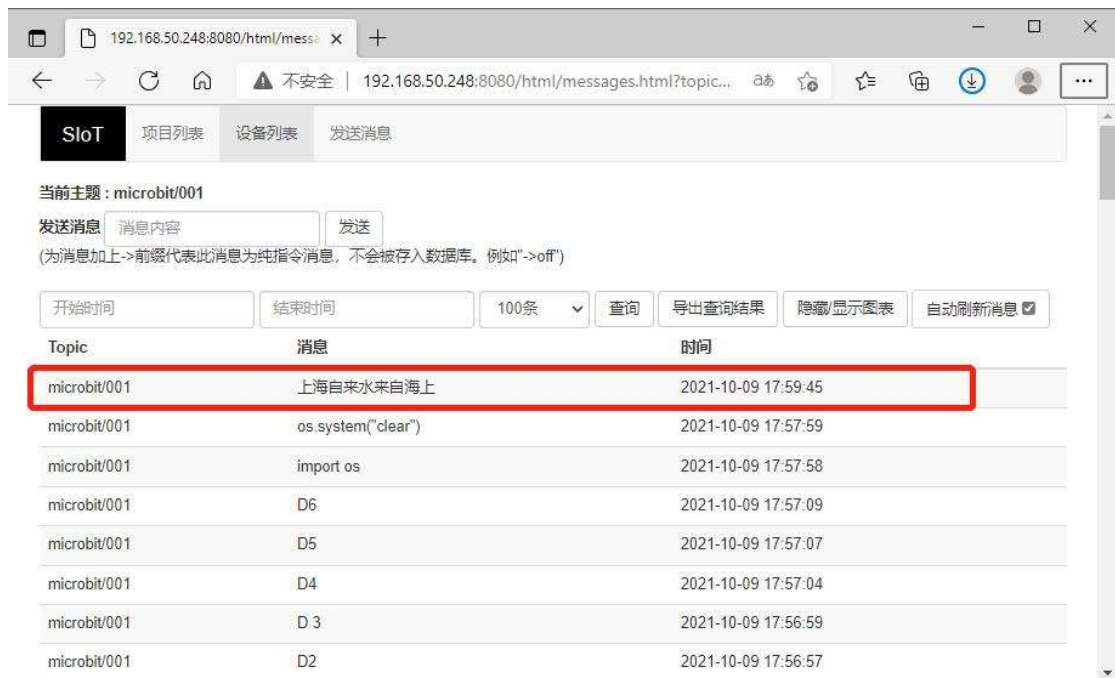 192.168.50.248:8080/html/messa
不安全 | 192.168.50.248:8080/html/messages.html?topic...
SIoT 项目列表 设备列表 发送消息
当前主题 : microbit/001
发送消息 消息内容 发送
(为消息加上->前缀代表此消息为纯指令消息，不会被存入数据库。例如"->off")
开始时间 结束时间 100条 查询 导出查询结果 隐藏/显示图表 自动刷新消息
Topic 消息 时间
microbit/001 上海自来水来自海上 2021-10-09 17:59:45
microbit/001 os.system("clear") 2021-10-09 17:57:59
microbit/001 import os 2021-10-09 17:57:58
microbit/001 D6 2021-10-09 17:57:09
microbit/001 D5 2021-10-09 17:57:07
microbit/001 D4 2021-10-09 17:57:04
microbit/001 D 3 2021-10-09 17:56:59
microbit/001 D2 2021-10-09 17:56:57